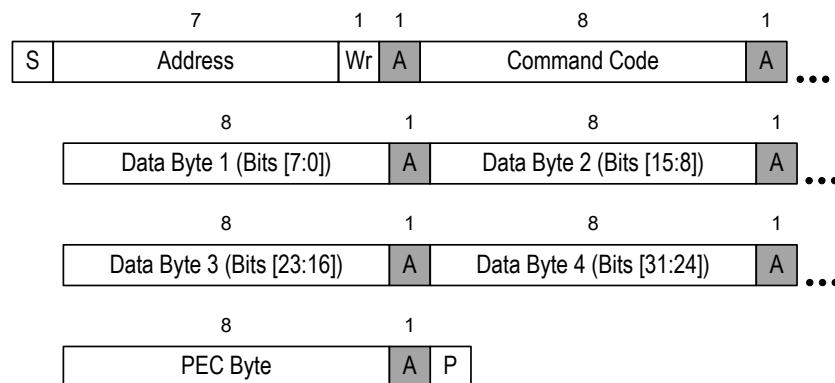 7 1 1 8 1
S Address Wr A Command Code A ...
8 1 8 1
Data Byte 1 (Bits [7:0]) A Data Byte 2 (Bits [15:8]) A ...
8 1 8 1
Data Byte 3 (Bits [23:16]) A Data Byte 4 (Bits [31:24]) A ...
8 1
PEC Byte A P